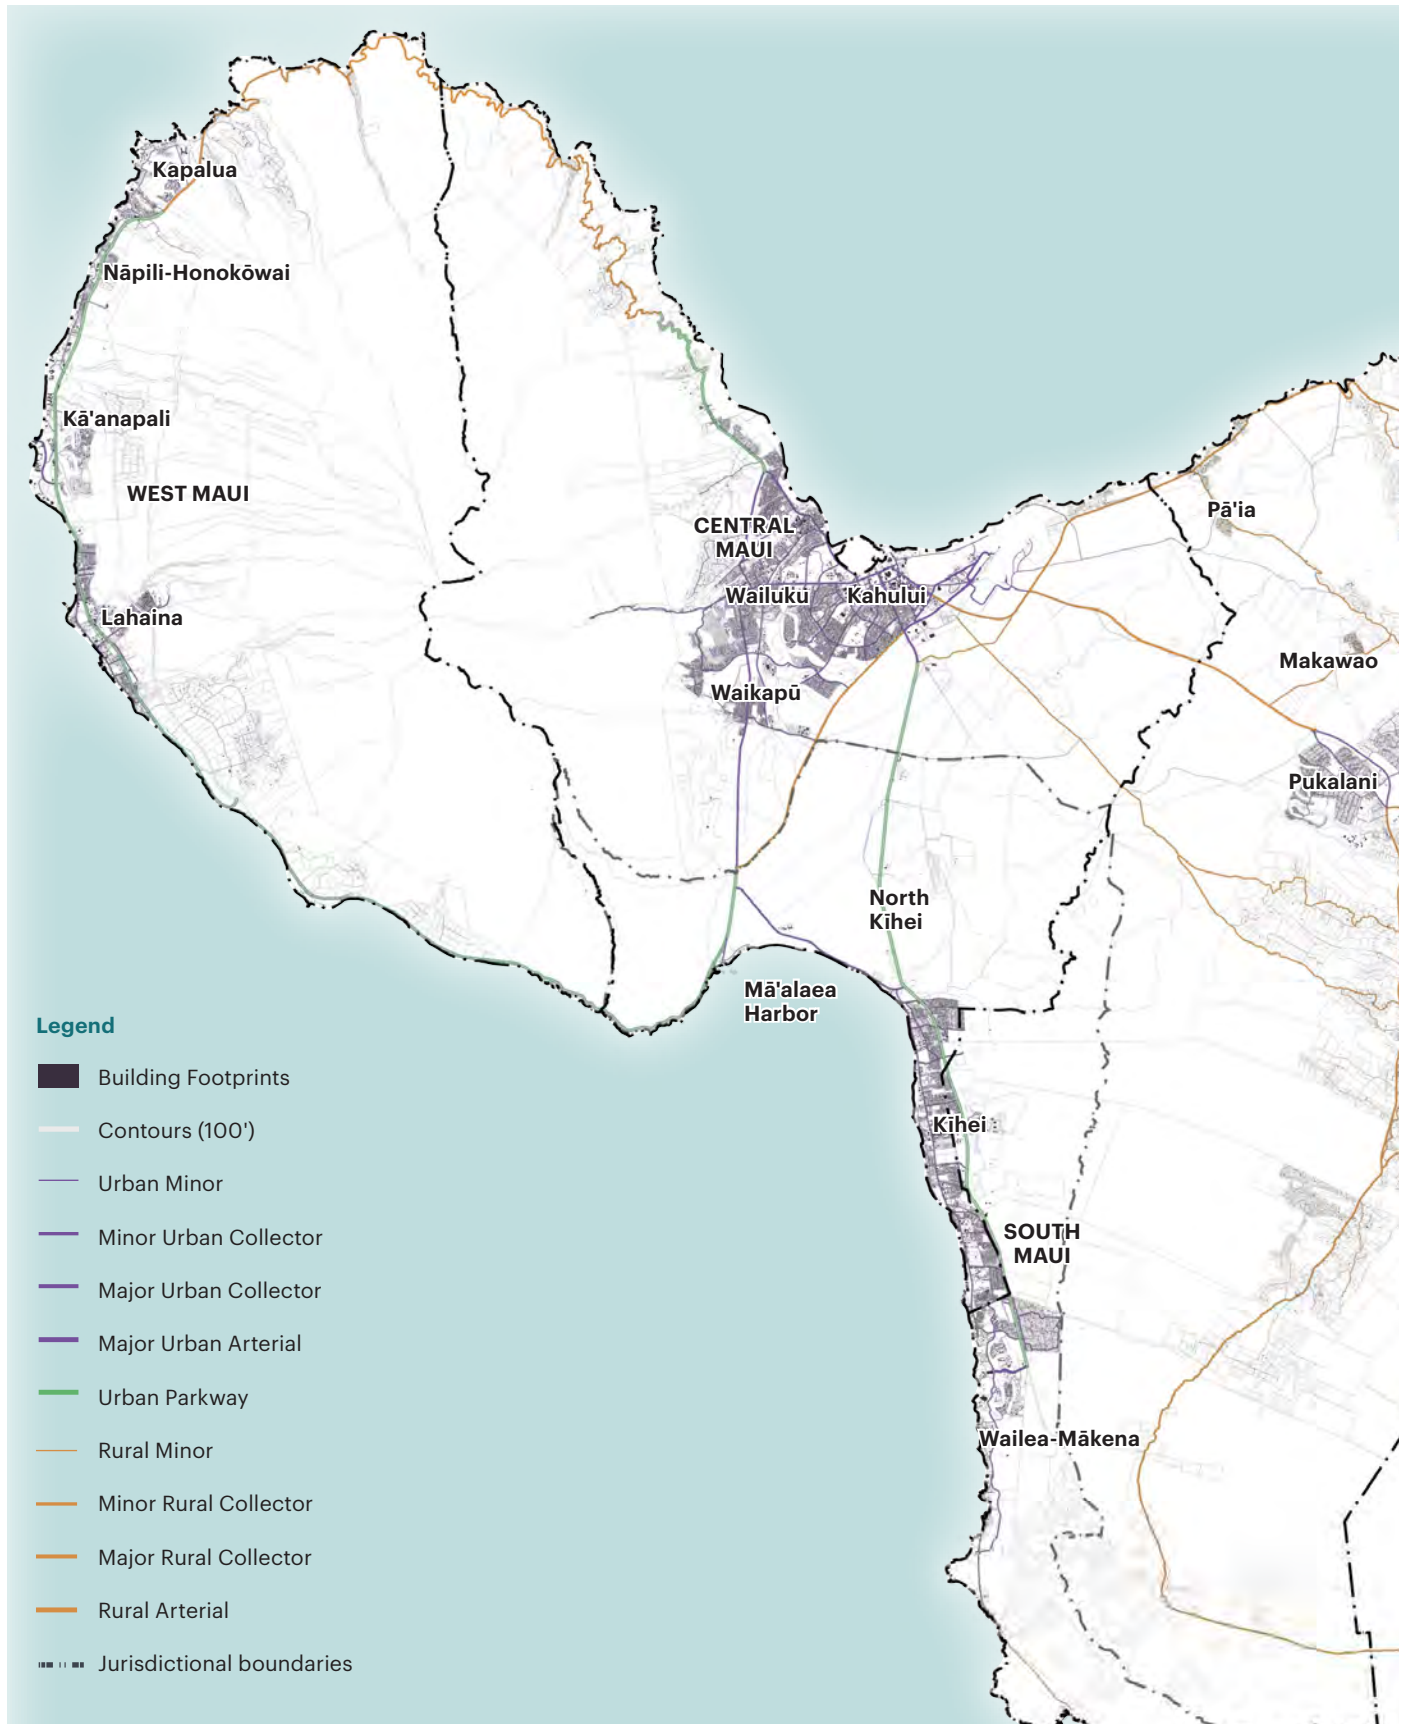 Kapalua
Nāpili-Honokōwai
Kā'anapali
WEST MAUI
Lahaina
CENTRAL
MAUI
Wailuku
Kahului
Waikapū
Pā'ia
Makawao
Pukalani
North
Kīhei
Mā'alaea
Harbor
Kīhei
SOUTH
MAUI
Wailea-Mākena
Legend
Building Footprints
Contours (100')
Urban Minor
Minor Urban Collector
Major Urban Collector
Major Urban Arterial
Urban Parkway
Rural Minor
Minor Rural Collector
Major Rural Collector
Rural Arterial
Jurisdictional boundaries